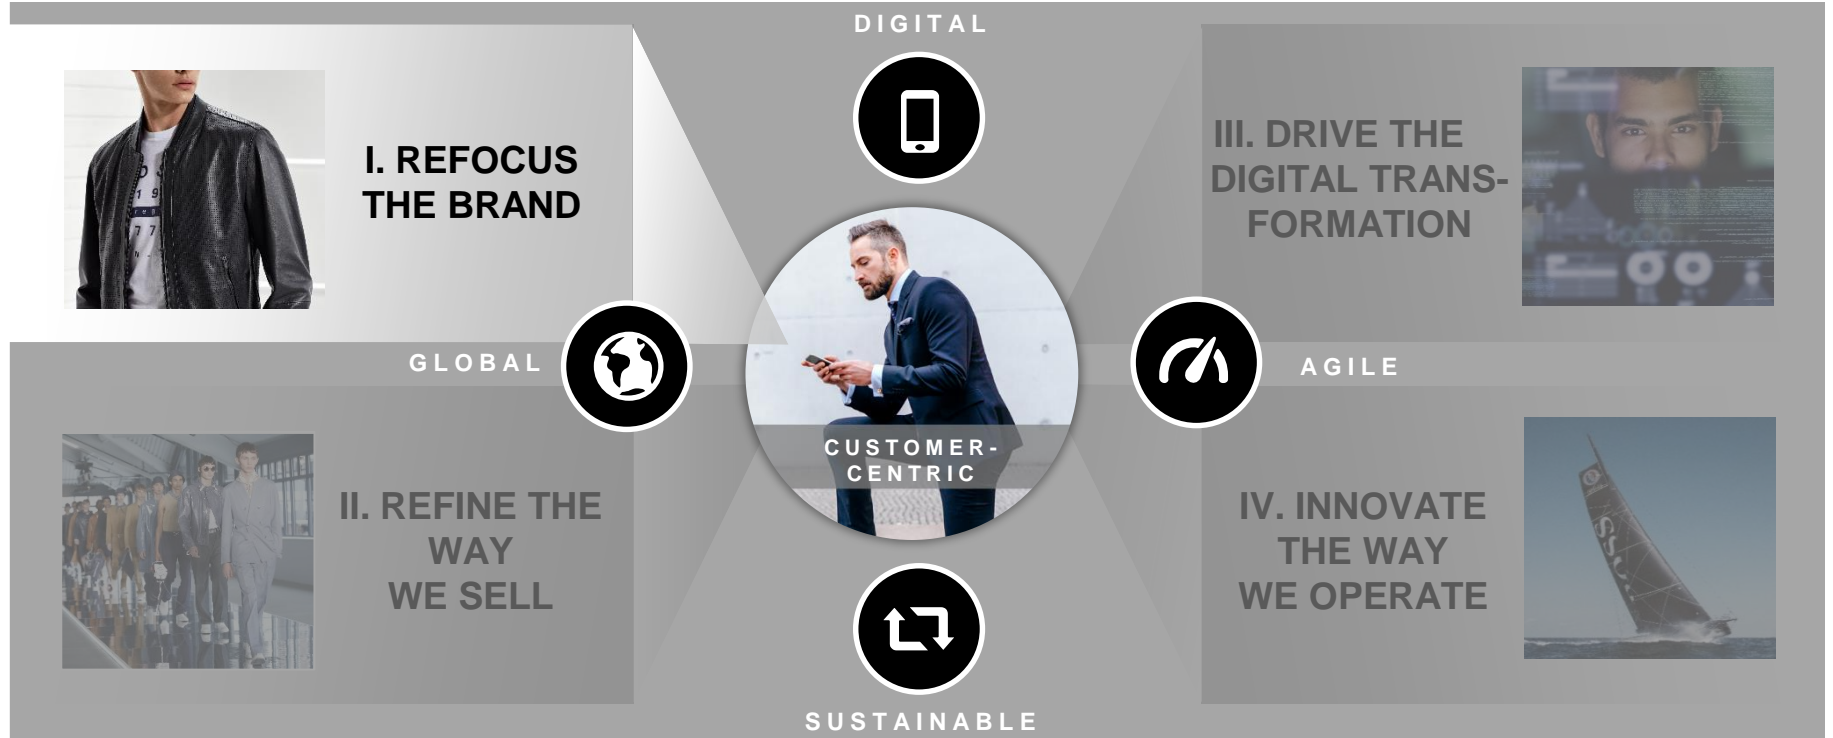 DIGITAL
I. REFOCUS
THE BRAND
III. DRIVE THE
DIGITAL TRANS-
FORMATION
GLOBAL
AGILE
CUSTOMER-
CENTRIC
II. REFINE THE
WAY
WE SELL
IV. INNOVATE
THE WAY
WE OPERATE
SUSTAINABLE